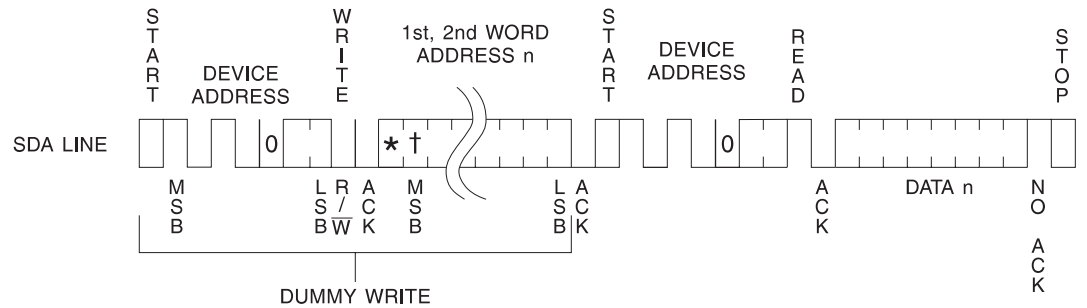 START
WRITE
1st, 2nd WORD
ADDRESS n
START
DEVICE
ADDRESS
READ
STOP
DEVICE
ADDRESS
SDA LINE
0
* †
0
MSB
LSB
R/W̅
ACK
MSB
LSB
ACK
ACK
DATA n
NO ACK
DUMMY WRITE